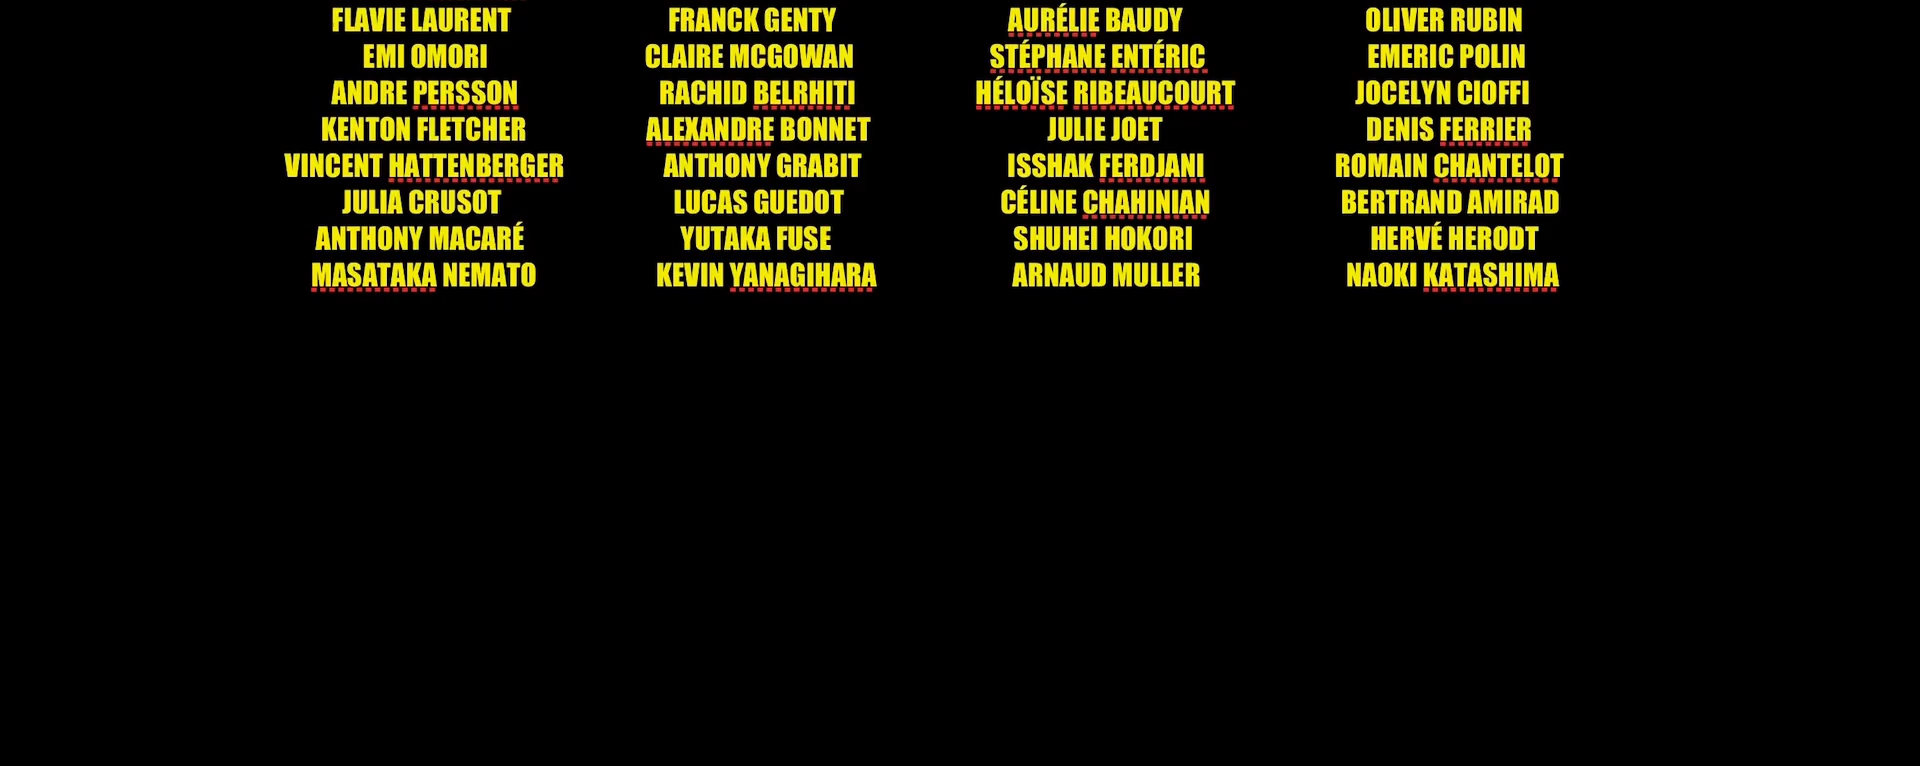 FLAVIE LAURENT FRANCK GENTY AURÉLIE BAUDY OLIVER RUBIN
EMI OMORI CLAIRE MCGOWAN STÉPHANE ENTÉRIC EMERIC POLIN
ANDRE PERSSON RACHID BELRHITI HÉLOÏSE RIBEAUCOURT JOCELYN CIOFFI
KENTON FLETCHER ALEXANDRE BONNET JULIE JOET DENIS FERRIER
VINCENT HATTENBERGER ANTHONY GRABIT ISSHAK FERDJANI ROMAIN CHANTELOT
JULIA CRUSOT LUCAS GUEDOT CÉLINE CHAHINIAN BERTRAND AMIRAD
ANTHONY MACARÉ YUTAKA FUSE SHUHEI HOKORI HERVÉ HERODT
MASATAKA NEMATO KEVIN YANAGIHARA ARNAUD MULLER NAOKI KATASHIMA